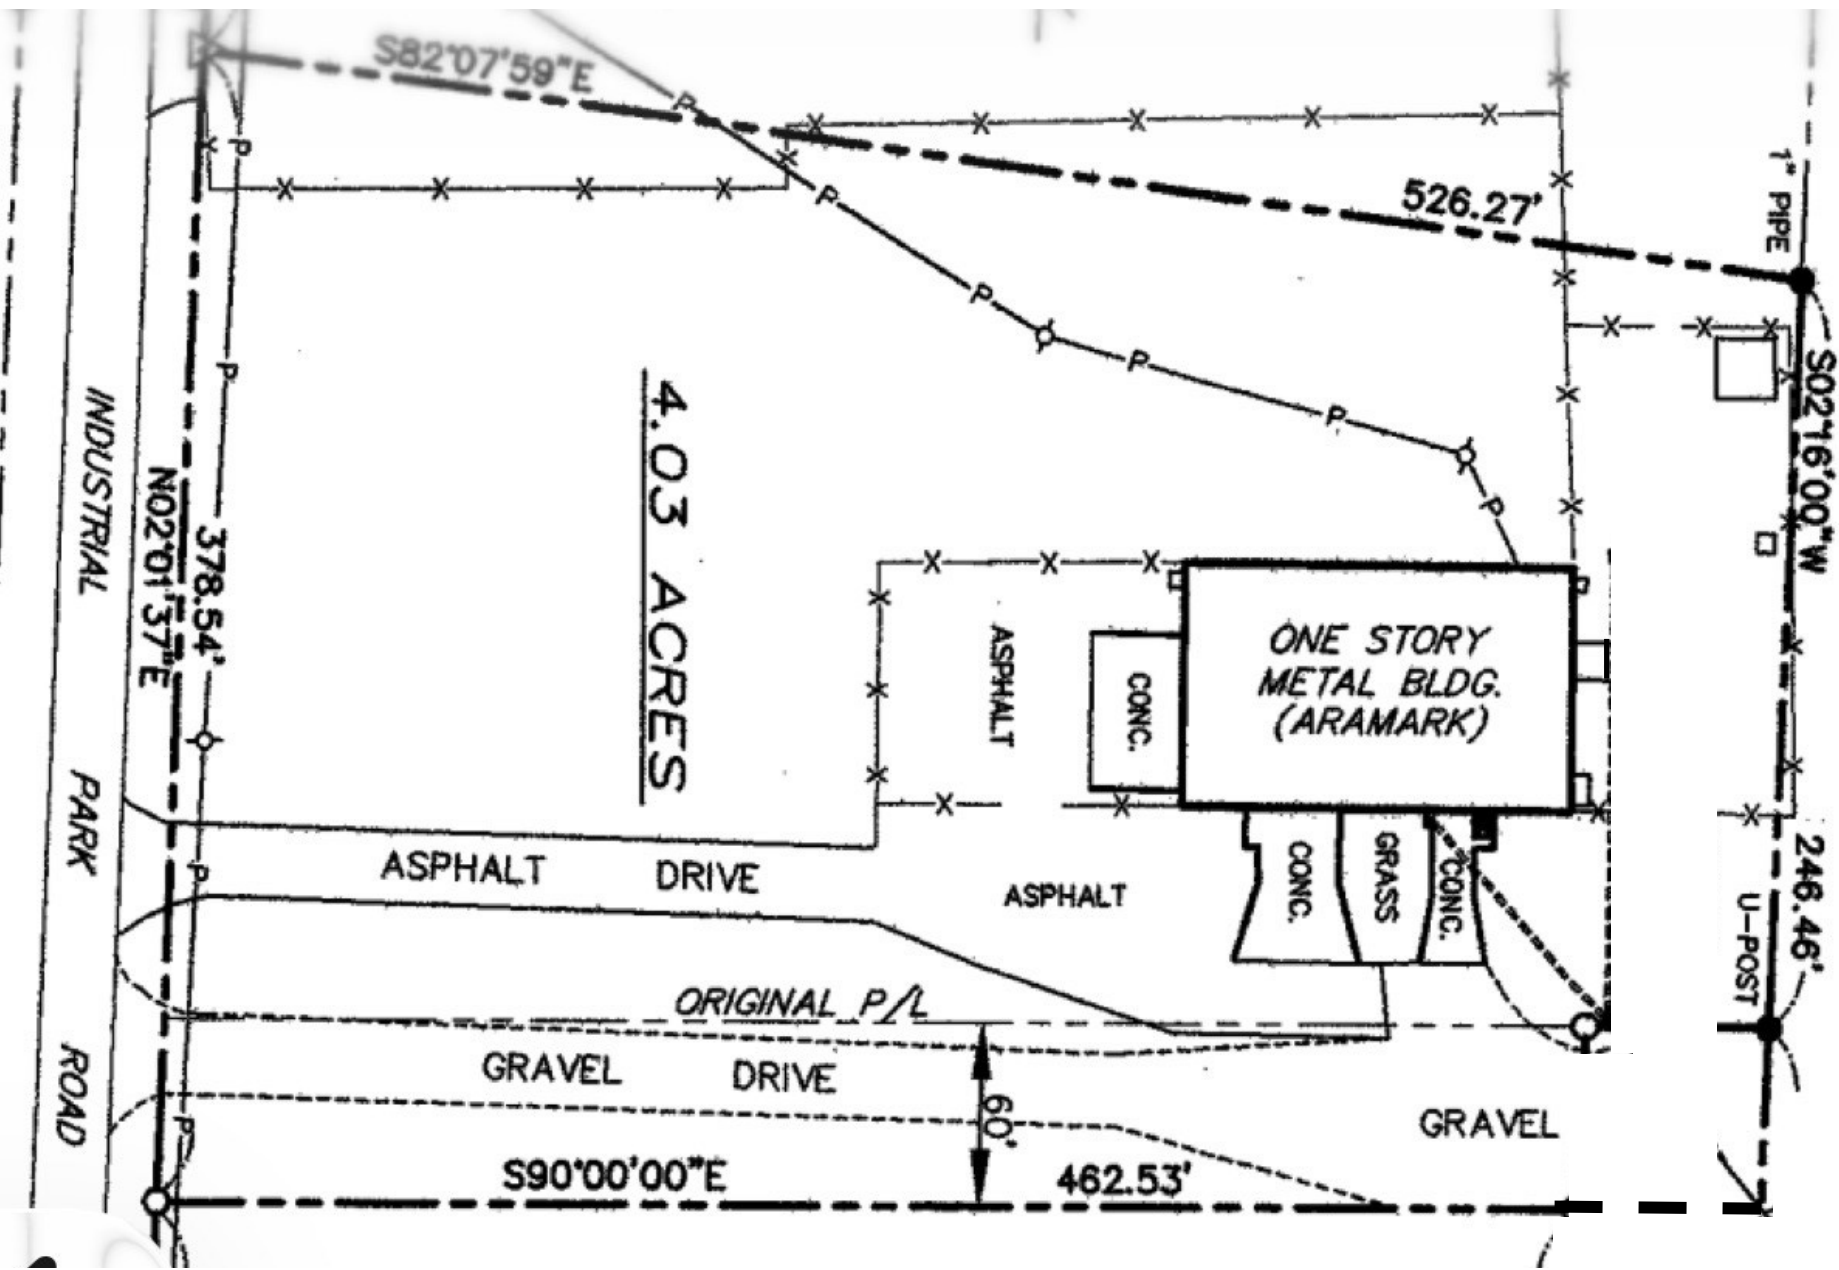 S82°07'59"E
526.27'
1" PIPE
S02°16'00"W
246.46'
U-POST
INDUSTRIAL
PARK
ROAD
N02°01'37"E
378.54'
4.03 ACRES
P
P
P
P
P
P
P
P
P
P
P
ONE STORY
METAL BLDG.
(ARAMARK)
ASPHALT
CONC.
ASPHALT DRIVE
ASPHALT
CONC.
GRASS
CONC.
ORIGINAL P/L
GRAVEL DRIVE
60'
GRAVEL
S90°00'00"E
462.53'